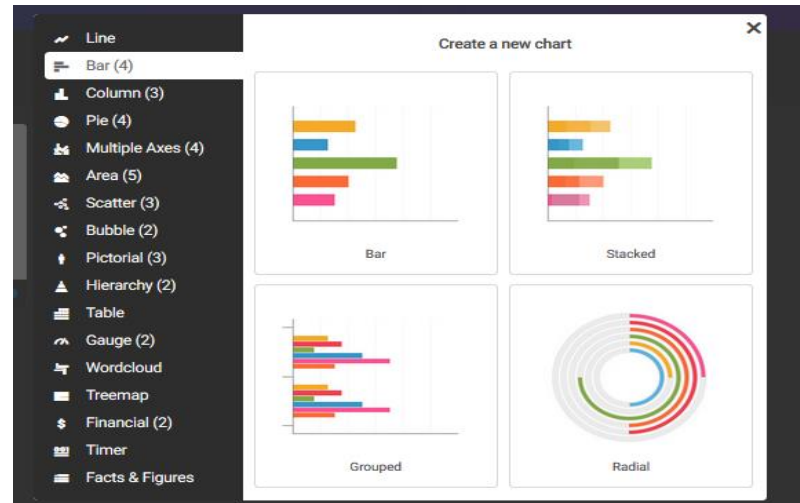 Line
Bar (4)
Column (3)
Pie (4)
Multiple Axes (4)
Area (5)
Scatter (3)
Bubble (2)
Pictorial (3)
Hierarchy (2)
Table
Gauge (2)
Wordcloud
Treemap
Financial (2)
Timer
Facts & Figures
Create a new chart
Bar
Stacked
Grouped
Radial